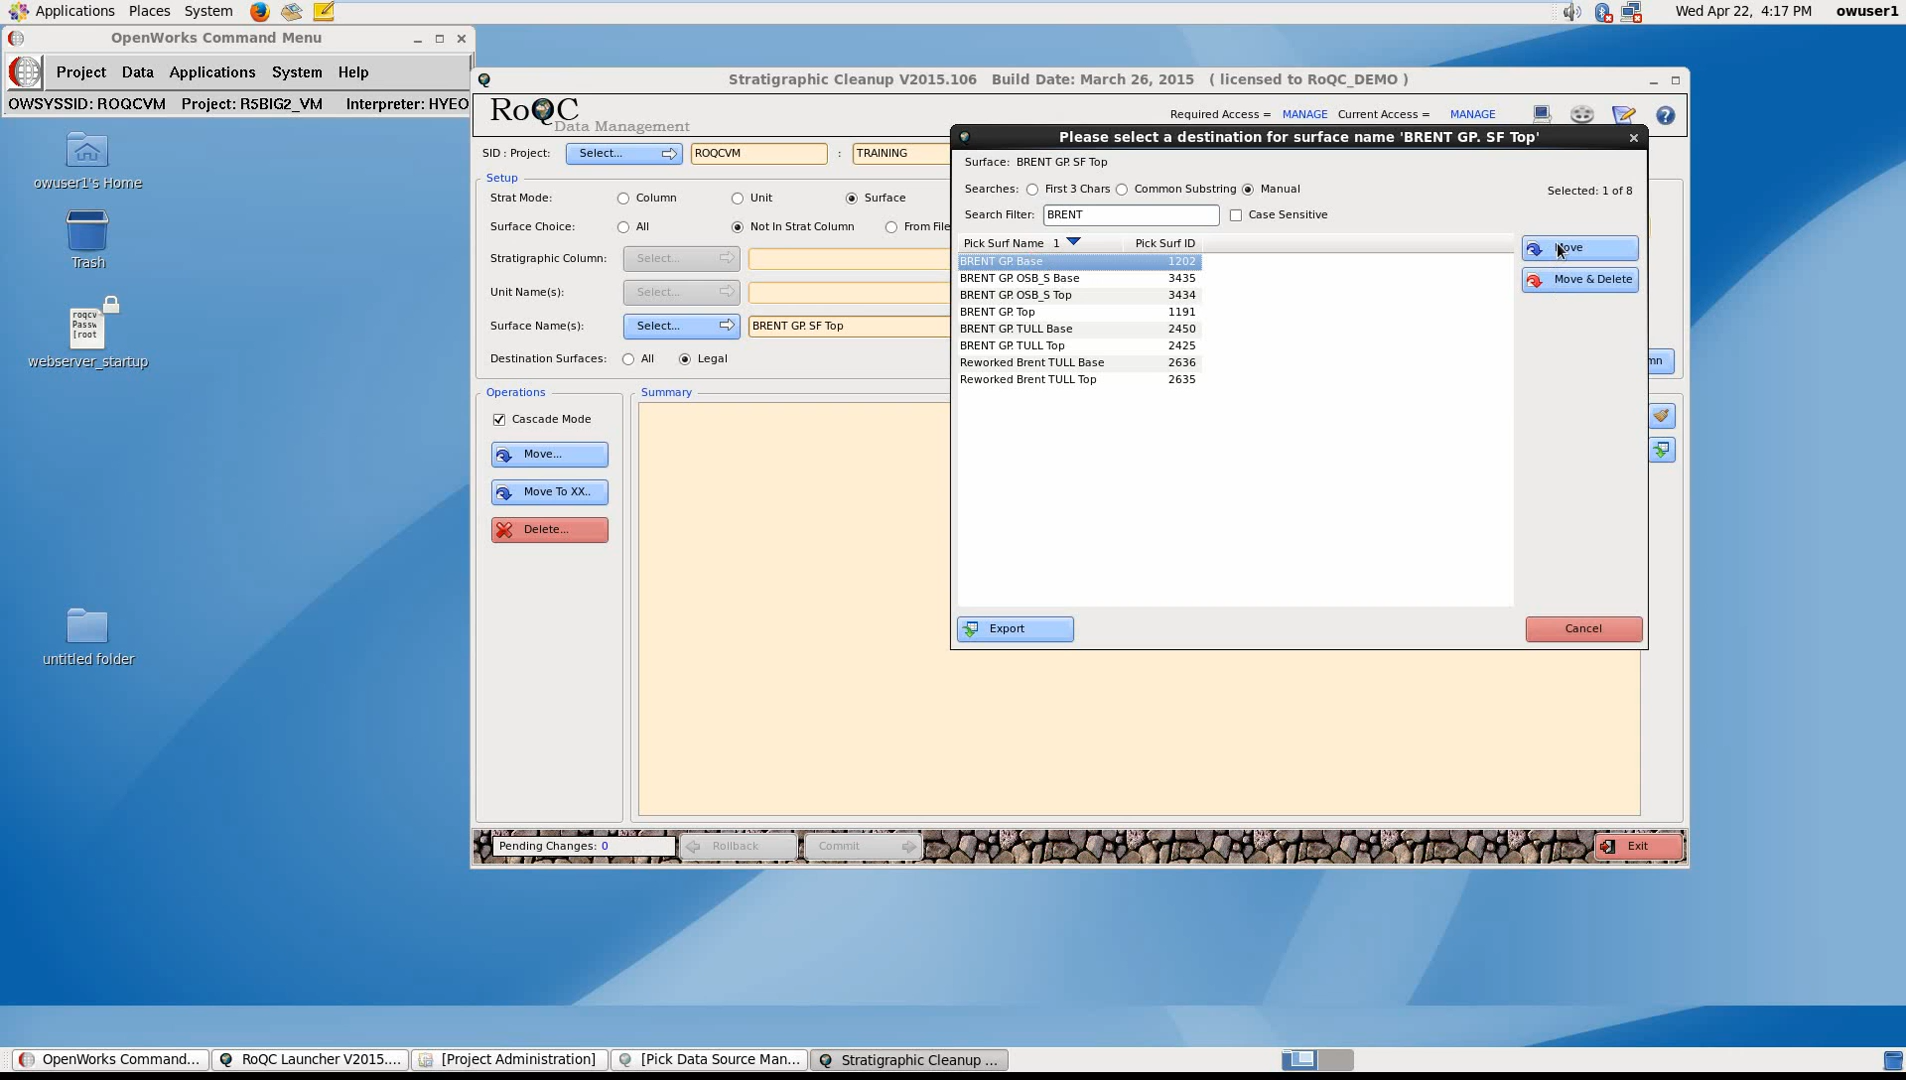 Applications Places System
Wed Apr 22, 4:17 PM owuser1
OpenWorks Command Menu
Project Data Applications System Help
OWSYSSID: ROQCVM Project: R5BIG2_VM Interpreter: HYEO
owuser1's Home
Trash
roqcv
Passw
[root
webserver_startup
untitled folder
Stratigraphic Cleanup V2015.106 Build Date: March 26, 2015 ( licensed to RoQC_DEMO )
RoQC
Data Management
Required Access = MANAGE Current Access = MANAGE
SID : Project: Select... ROQCVM : TRAINING
Setup
Strat Mode: Column Unit Surface
Surface Choice: All Not In Strat Column From File
Stratigraphic Column: Select...
Unit Name(s): Select...
Surface Name(s): Select... BRENT GP. SF Top
Destination Surfaces: All Legal
mn
Operations
Cascade Mode
Move...
Move To XX..
Delete...
Summary
Please select a destination for surface name 'BRENT GP. SF Top'
Surface: BRENT GP. SF Top
Searches: First 3 Chars Common Substring Manual
Selected: 1 of 8
Search Filter: BRENT Case Sensitive
Pick Surf Name 1 Pick Surf ID
BRENT GP. Base 1202
BRENT GP. OSB_S Base 3435
BRENT GP. OSB_S Top 3434
BRENT GP. Top 1191
BRENT GP. TULL Base 2450
BRENT GP. TULL Top 2425
Reworked Brent TULL Base 2636
Reworked Brent TULL Top 2635
Move
Move & Delete
Export
Cancel
Pending Changes: 0
Rollback
Commit
Exit
OpenWorks Command... RoQC Launcher V2015.... [Project Administration] [Pick Data Source Man... Stratigraphic Cleanup ...